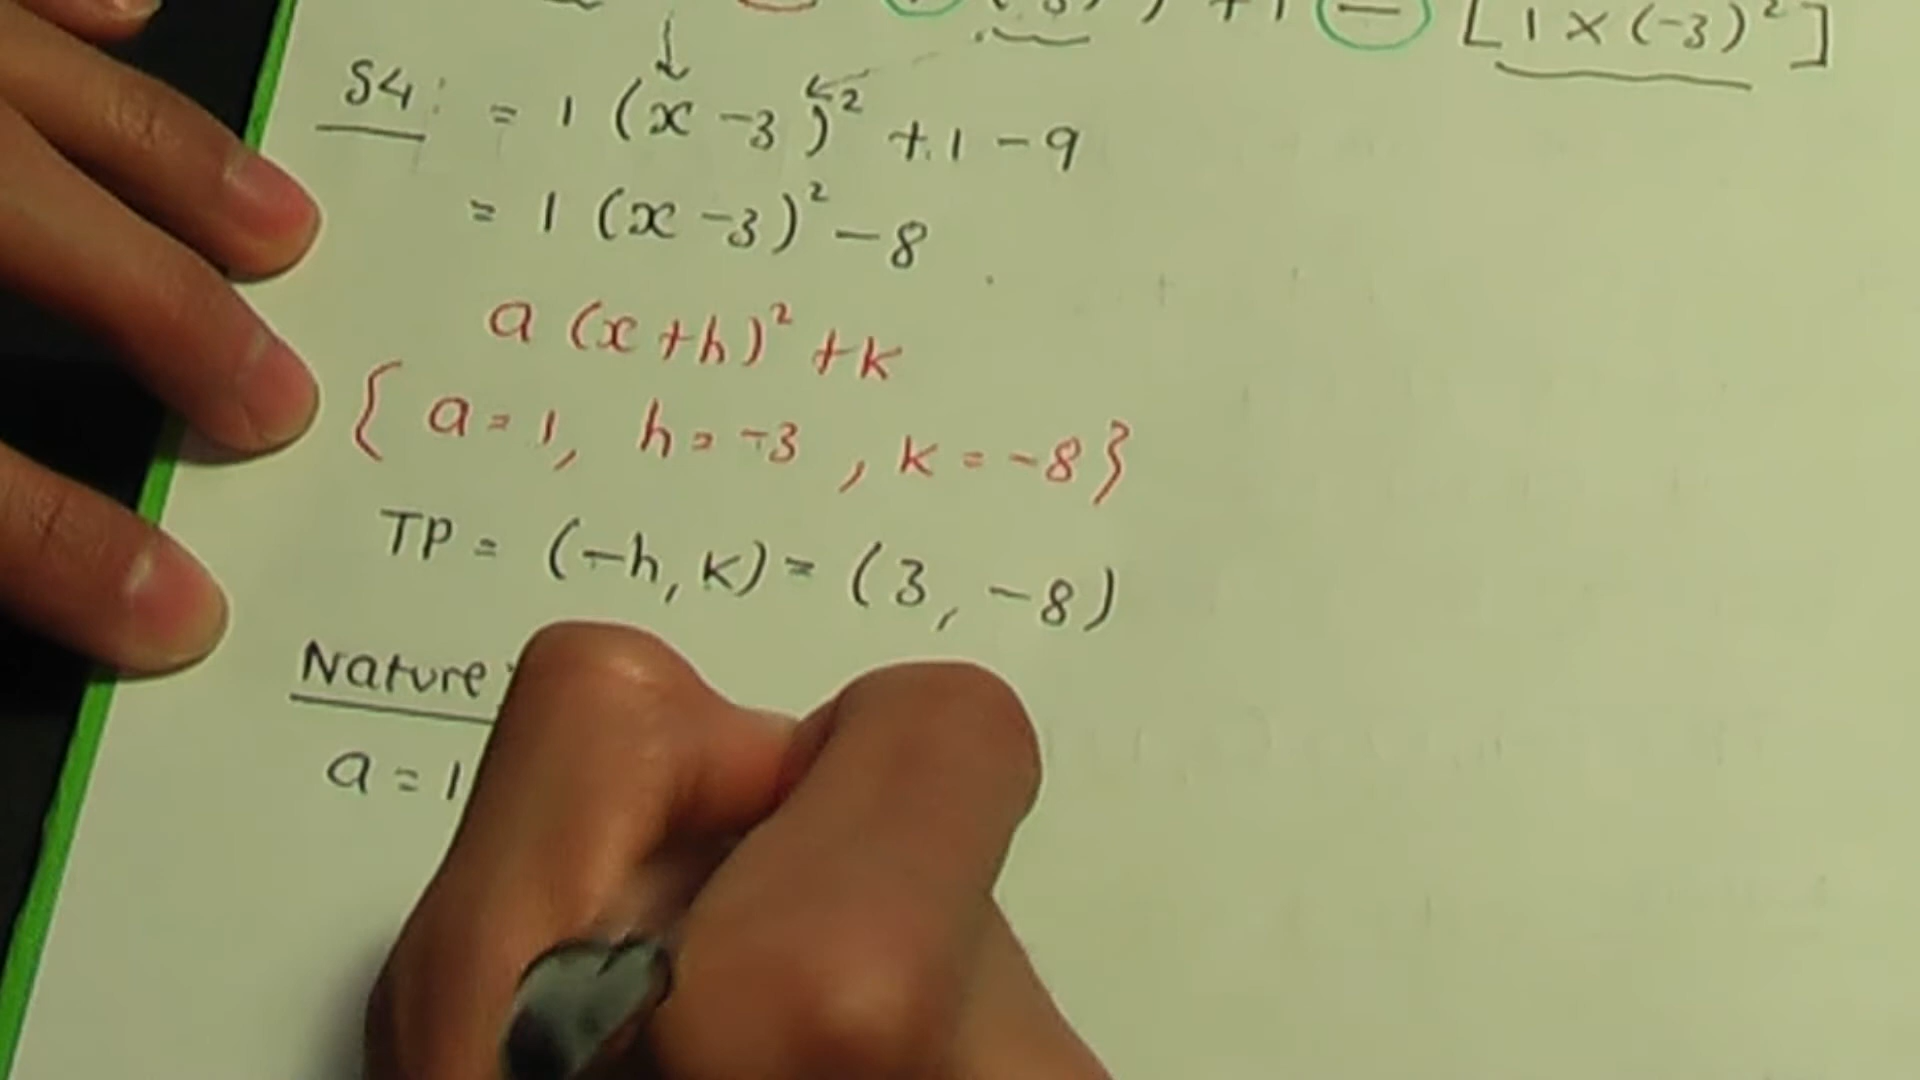 ) + 1 - [1 × (-3)²]
S4: = 1 (x - 3)² + 1 - 9
= 1 (x - 3)² - 8
a (x + h)² + k
{ a = 1, h = -3, k = -8 }
TP = (-h, k) = (3, -8)
Nature
a = 1